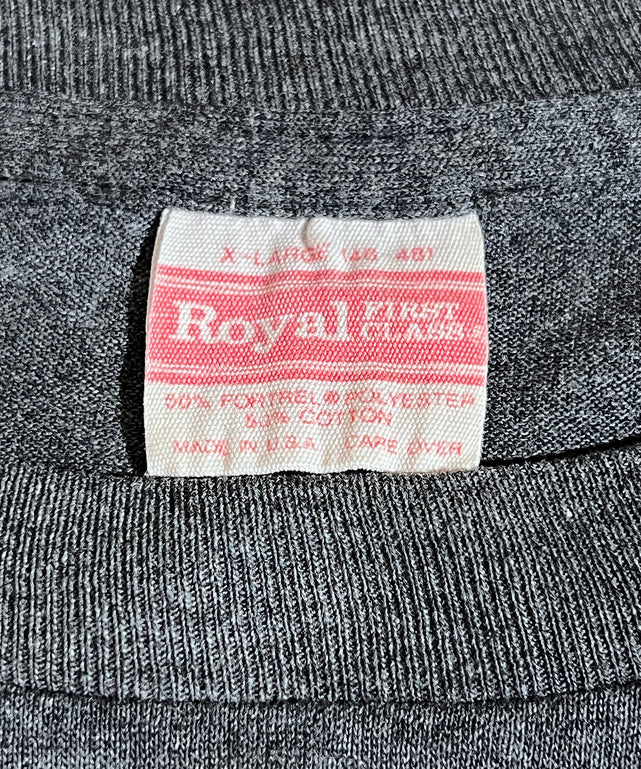 X-LARGE (46-48)
Royal FIRST CLASS
50% FORTREL® POLYESTER
50% COTTON
MADE IN U.S.A. CARE OVER